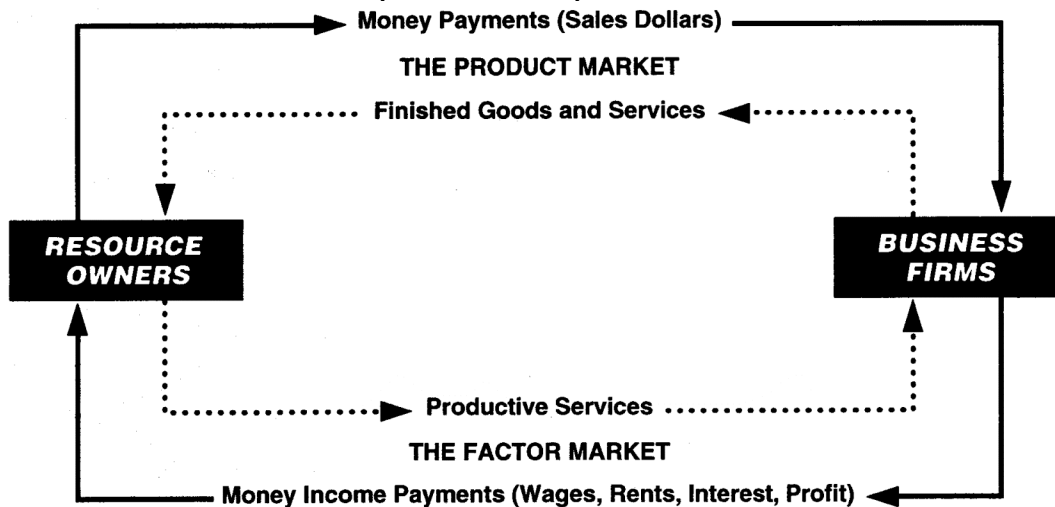 Money Payments (Sales Dollars)
THE PRODUCT MARKET
Finished Goods and Services
RESOURCE
OWNERS
BUSINESS
FIRMS
Productive Services
THE FACTOR MARKET
Money Income Payments (Wages, Rents, Interest, Profit)